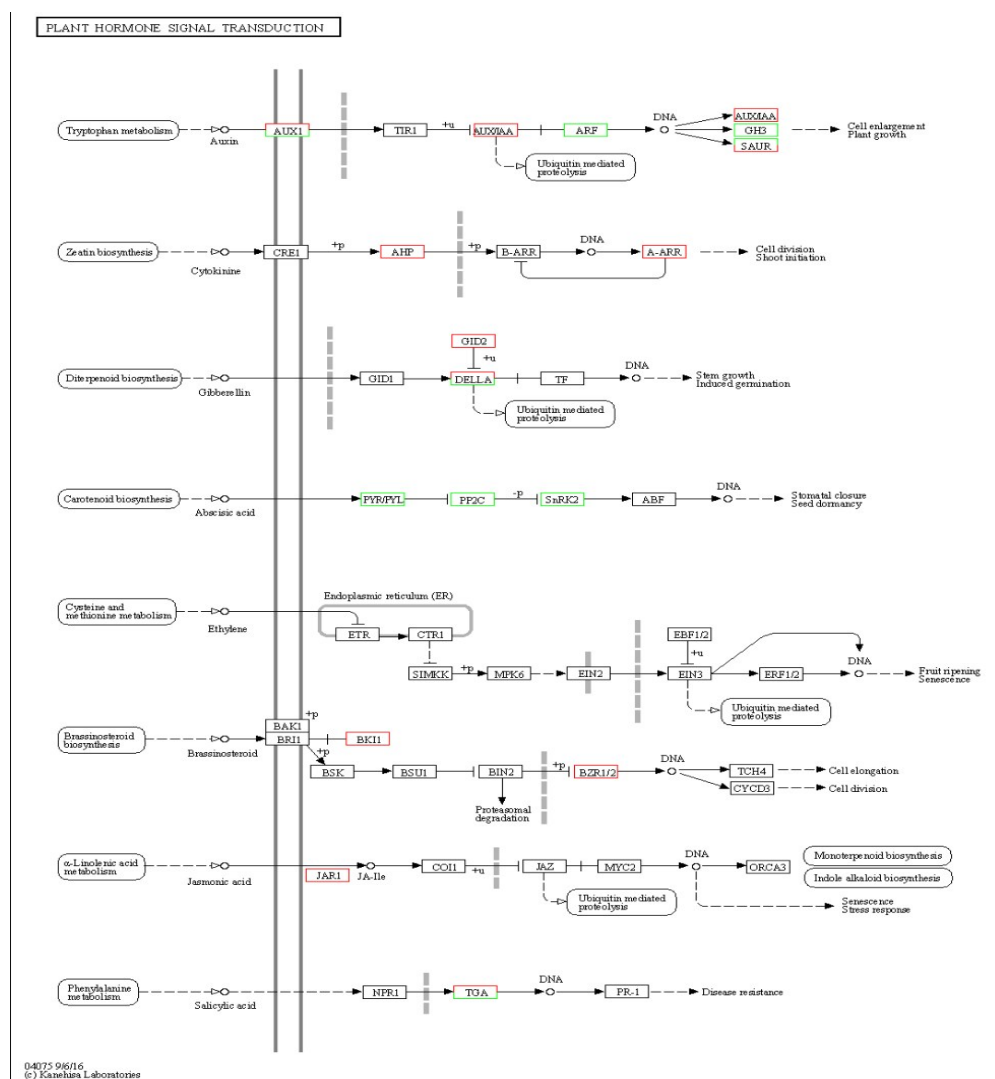 PLANT HORMONE SIGNAL TRANSDUCTION
Tryptophan metabolism
Auxin
AUX1
TIR1
+u
AUX/IAA
ARF
DNA
AUX/IAA
GH3
SAUR
Cell enlargement
Plant growth
Ubiquitin mediated
proteolysis
Zeatin biosynthesis
Cytokinine
CRE1
+p
AHP
+p
B-ARR
DNA
A-ARR
Cell division
Shoot initiation
GID2
+u
Diterpenoid biosynthesis
Gibberellin
GID1
DELLA
TF
DNA
Stem growth
Induced germination
Ubiquitin mediated
proteolysis
Carotenoid biosynthesis
Abscisic acid
PYR/PYL
PP2C
-p
SnRK2
ABF
DNA
Stomatal closure
Seed dormancy
Cysteine and
methionine metabolism
Ethylene
Endoplasmic reticulum (ER)
ETR
CTR1
SIMKK
+p
MPK6
EIN2
EBF1/2
+u
EIN3
ERF1/2
DNA
Fruit ripening
Senescence
Ubiquitin mediated
proteolysis
Brassinosteroid
biosynthesis
Brassinosteroid
BAK1
+p
BRI1
BKI1
+p
BSK
BSU1
BIN2
+p
BZR1/2
DNA
TCH4
Cell elongation
CYCD3
Cell division
Proteasomal
degradation
α-Linolenic acid
metabolism
Jasmonic acid
JAR1
JA-Ile
COI1
+u
JAZ
MYC2
DNA
ORCA3
Monoterpenoid biosynthesis
Indole alkaloid biosynthesis
Ubiquitin mediated
proteolysis
Senescence
Stress response
Phenylalanine
metabolism
Salicylic acid
NPR1
TGA
DNA
PR-1
Disease resistance
04075 9/6/16
(c) Kanehisa Laboratories